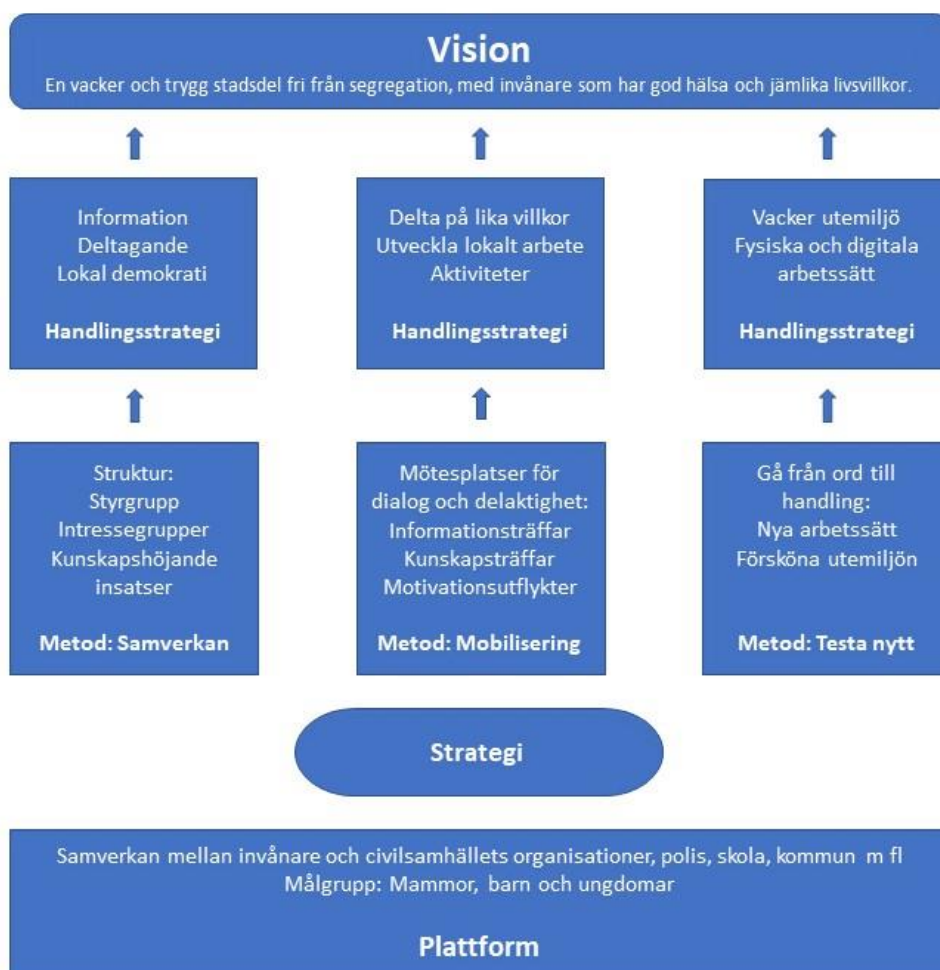 Vision
En vacker och trygg stadsdel fri från segregation, med invånare som har god hälsa och jämlika livsvillkor.
Information
Deltagande
Lokal demokrati
Handlingsstrategi
Delta på lika villkor
Utveckla lokalt arbete
Aktiviteter
Handlingsstrategi
Vacker utemiljö
Fysiska och digitala
arbetssätt
Handlingsstrategi
Struktur:
Styrgrupp
Intressegrupper
Kunskapshöjande
insatser
Metod: Samverkan
Mötesplatser för
dialog och delaktighet:
Informationsträffar
Kunskapsträffar
Motivationsutflykter
Metod: Mobilisering
Gå från ord till
handling:
Nya arbetssätt
Försköna utemiljön
Metod: Testa nytt
Strategi
Samverkan mellan invånare och civilsamhällets organisationer, polis, skola, kommun m fl
Målgrupp: Mammor, barn och ungdomar
Plattform